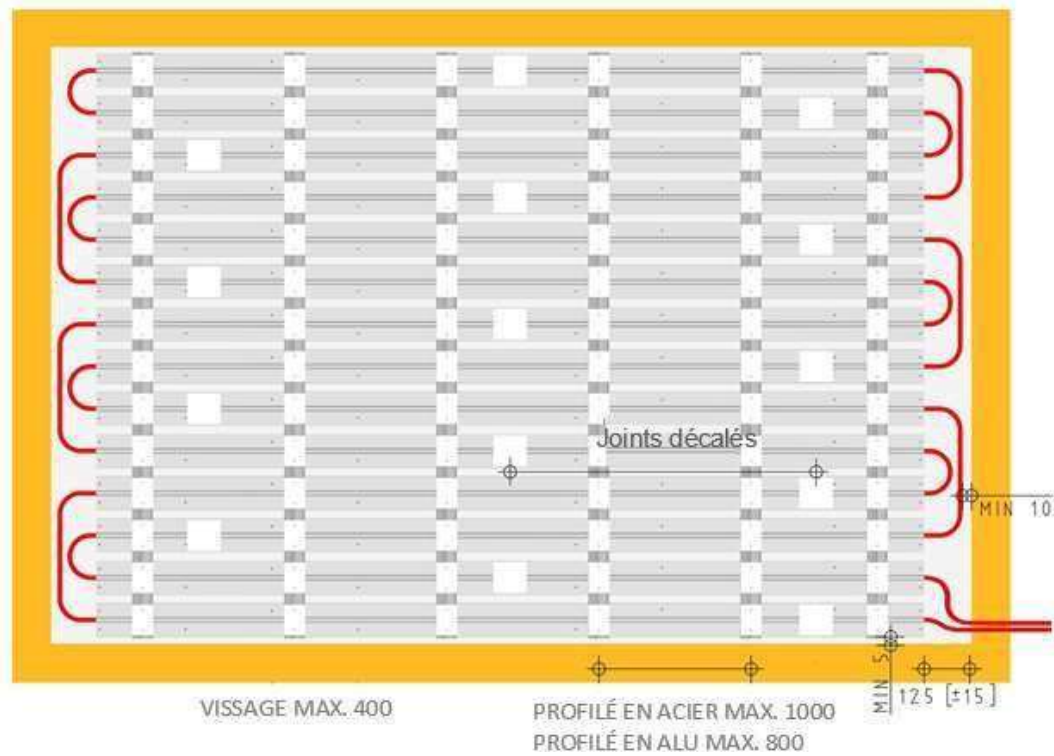 Joints décalés
MIN 10
MIN 5
125 [±15]
VISSAGE MAX. 400
PROFILÉ EN ACIER MAX. 1000
PROFILÉ EN ALU MAX. 800